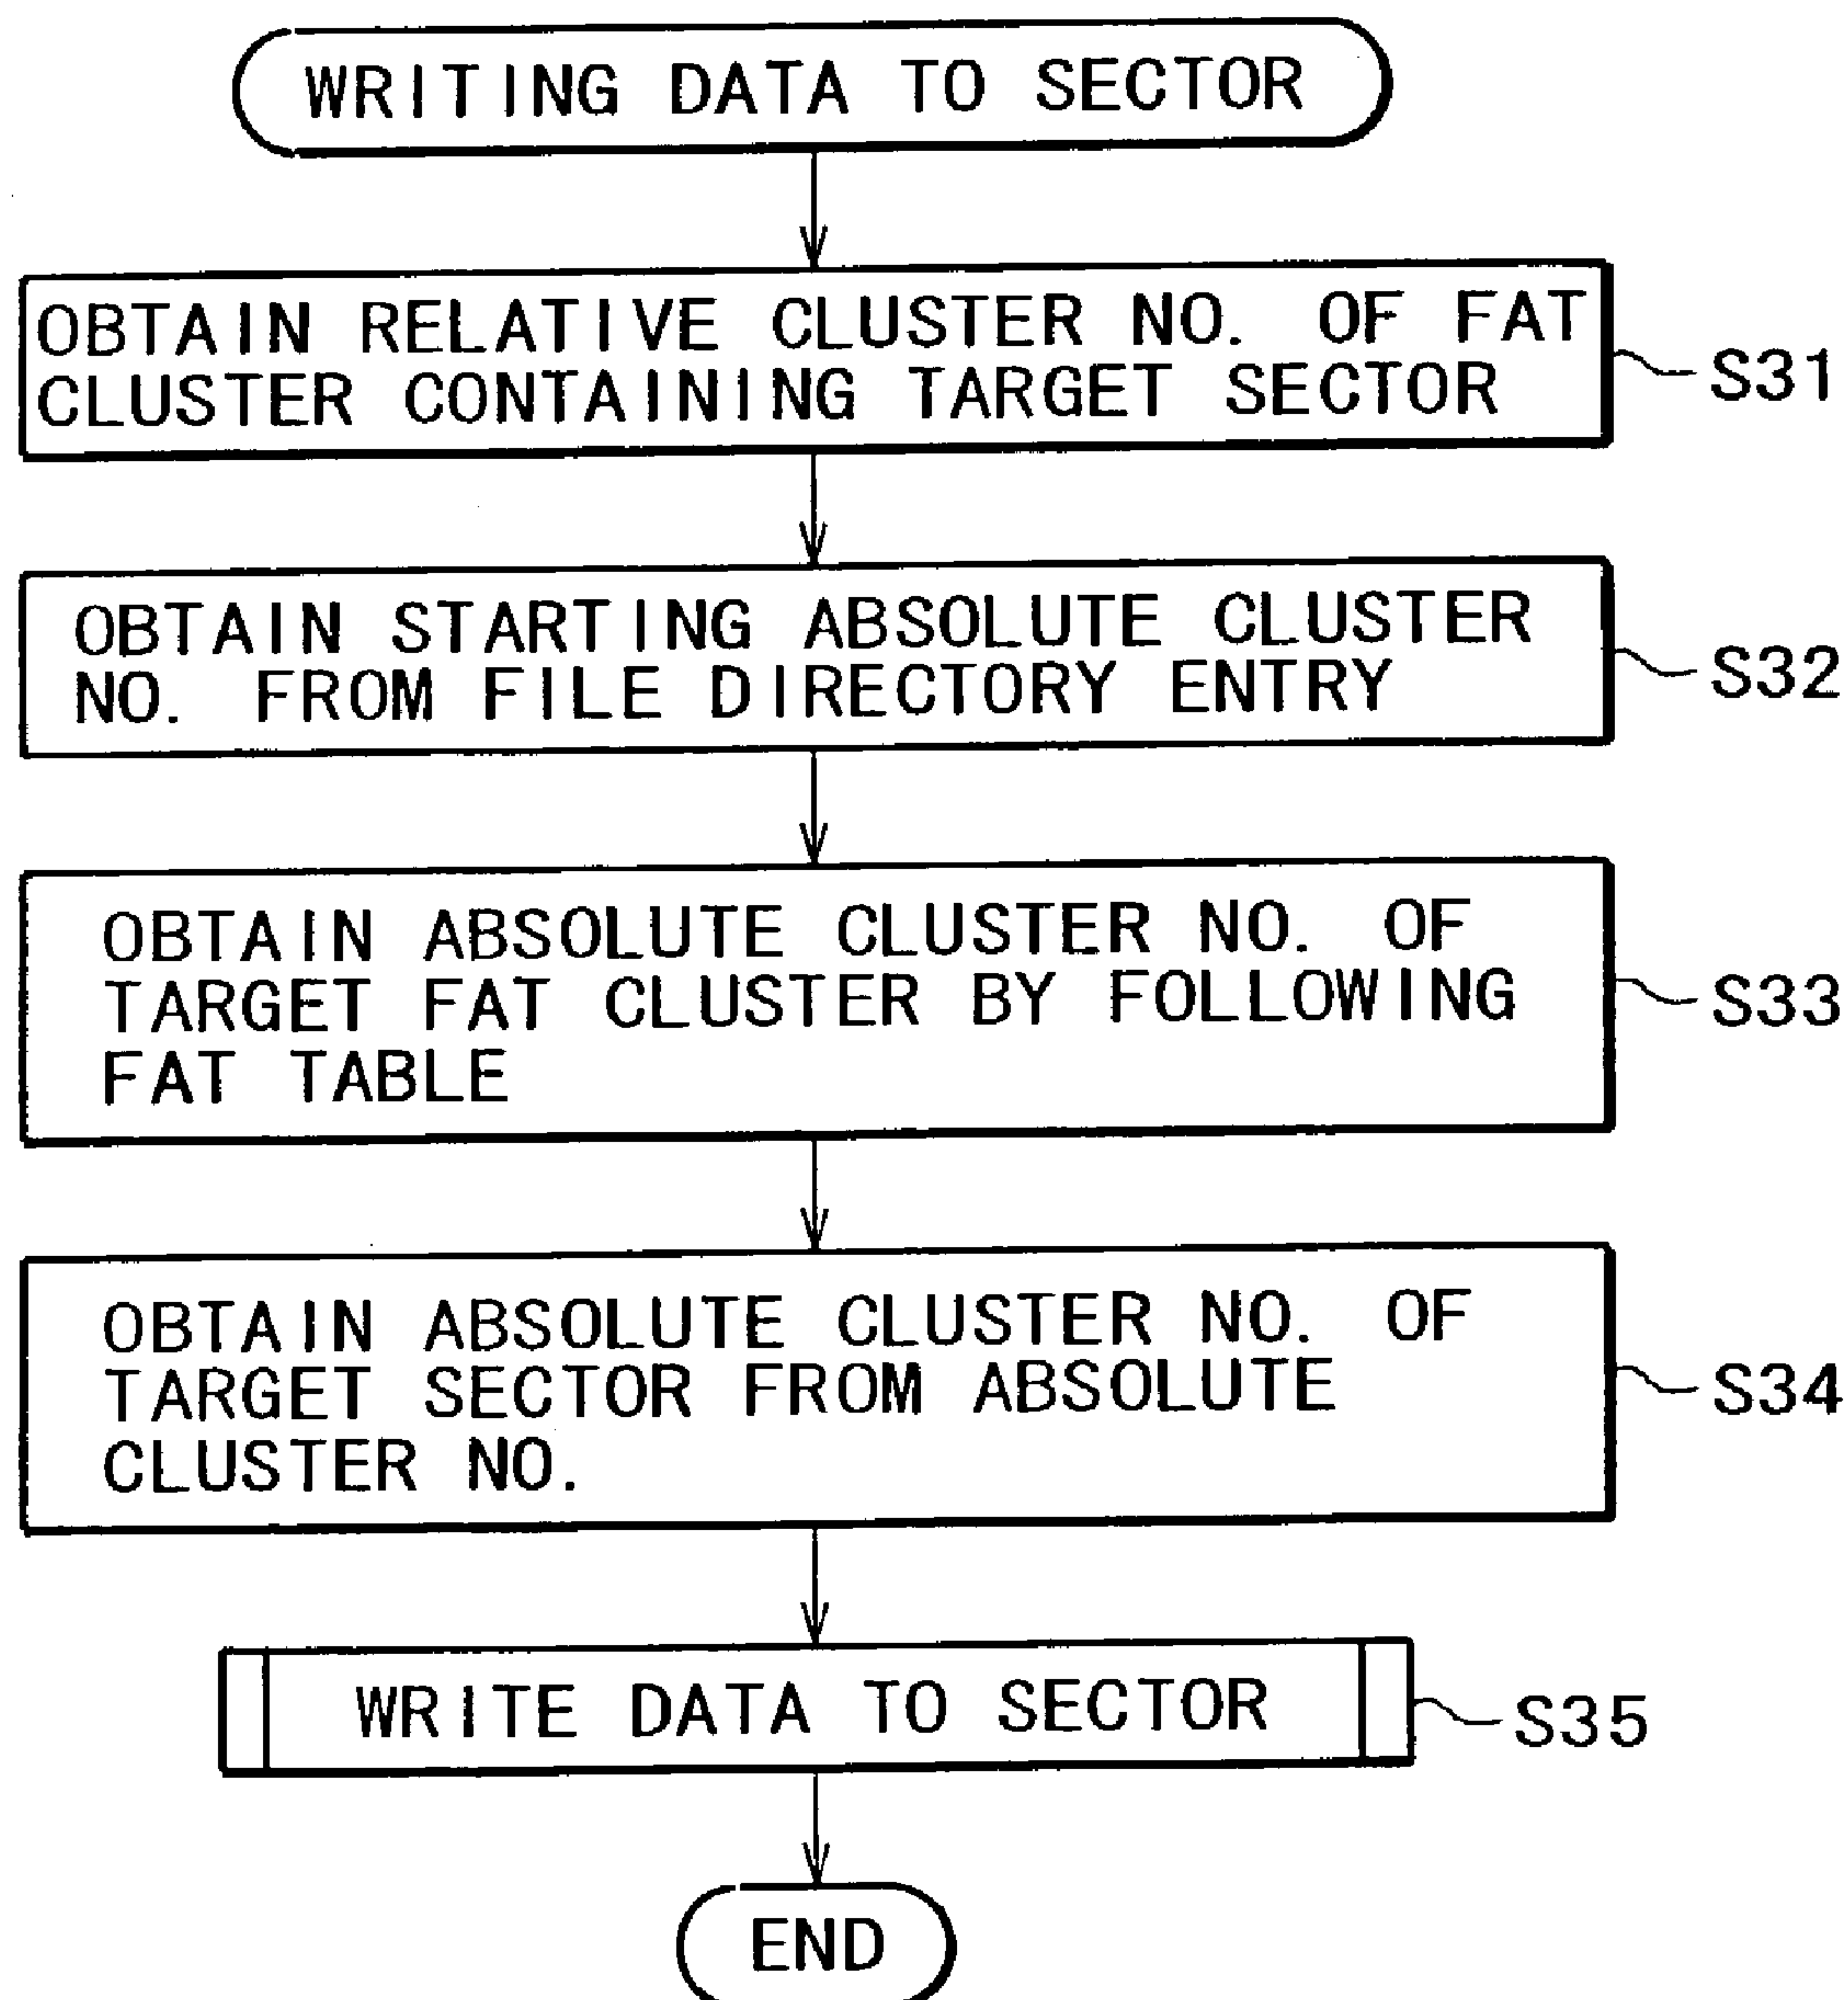 WRITING DATA TO SECTOR
OBTAIN RELATIVE CLUSTER NO. OF FAT
CLUSTER CONTAINING TARGET SECTOR
S31
OBTAIN STARTING ABSOLUTE CLUSTER
NO. FROM FILE DIRECTORY ENTRY
S32
OBTAIN ABSOLUTE CLUSTER NO. OF
TARGET FAT CLUSTER BY FOLLOWING
FAT TABLE
S33
OBTAIN ABSOLUTE CLUSTER NO. OF
TARGET SECTOR FROM ABSOLUTE
CLUSTER NO.
S34
WRITE DATA TO SECTOR
S35
END